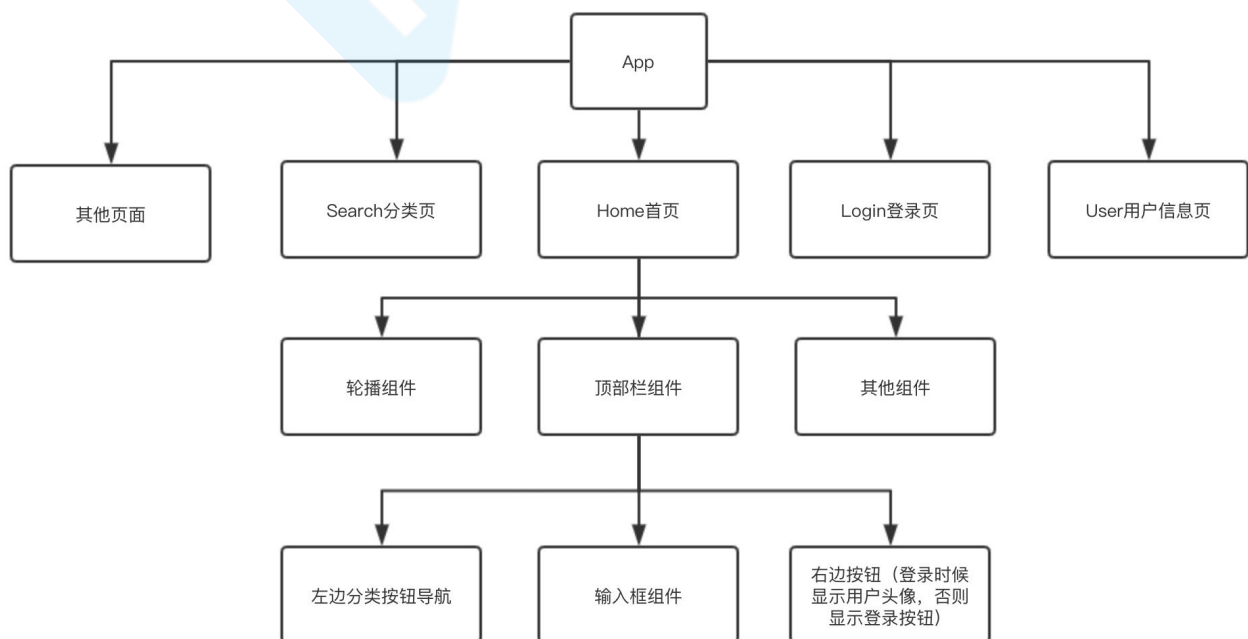 App
其他页面
Search分类页
Home首页
Login登录页
User用户信息页
轮播组件
顶部栏组件
其他组件
左边分类按钮导航
输入框组件
右边按钮（登录时候
显示用户头像，否则
显示登录按钮）